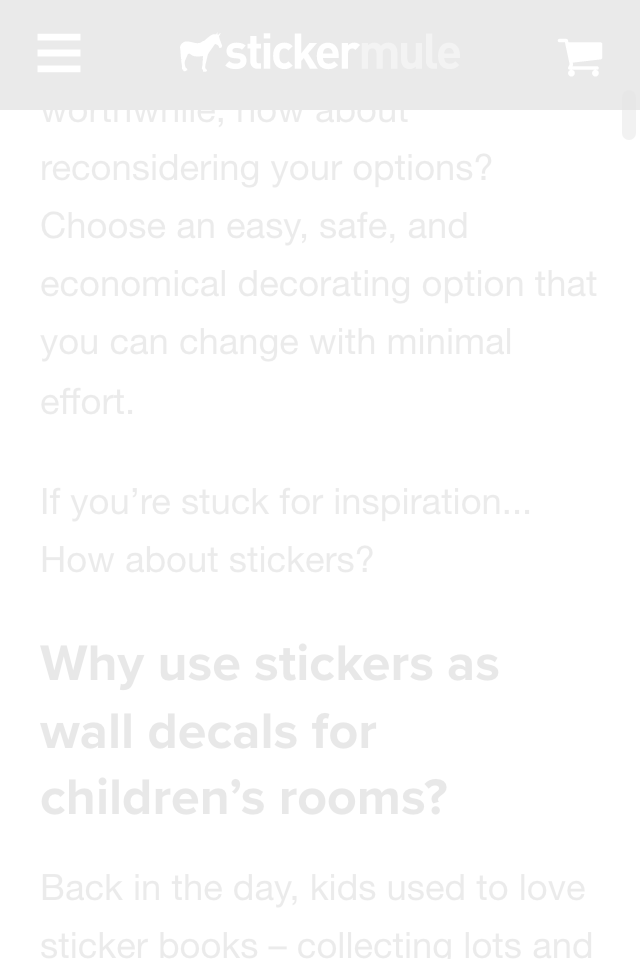 stickermule
worthwhile, how about
reconsidering your options?
Choose an easy, safe, and
economical decorating option that
you can change with minimal
effort.
If you’re stuck for inspiration...
How about stickers?
Why use stickers as
wall decals for
children’s rooms?
Back in the day, kids used to love
sticker books – collecting lots and